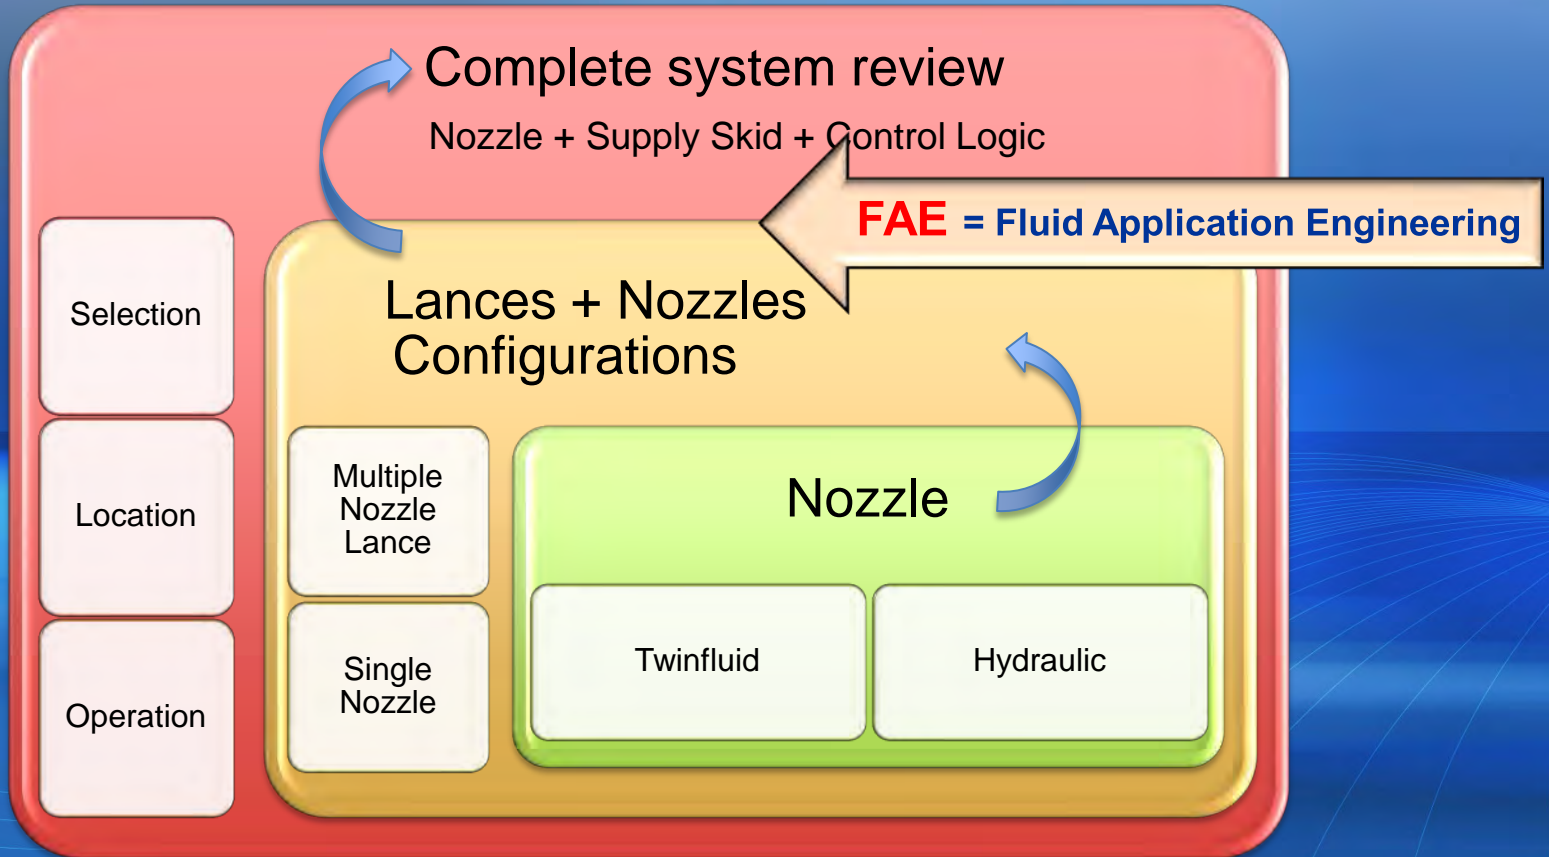 Complete system review
Nozzle + Supply Skid + Control Logic
FAE = Fluid Application Engineering
Selection
Location
Operation
Lances + Nozzles
Configurations
Multiple
Nozzle
Lance
Single
Nozzle
Nozzle
Twinfluid
Hydraulic